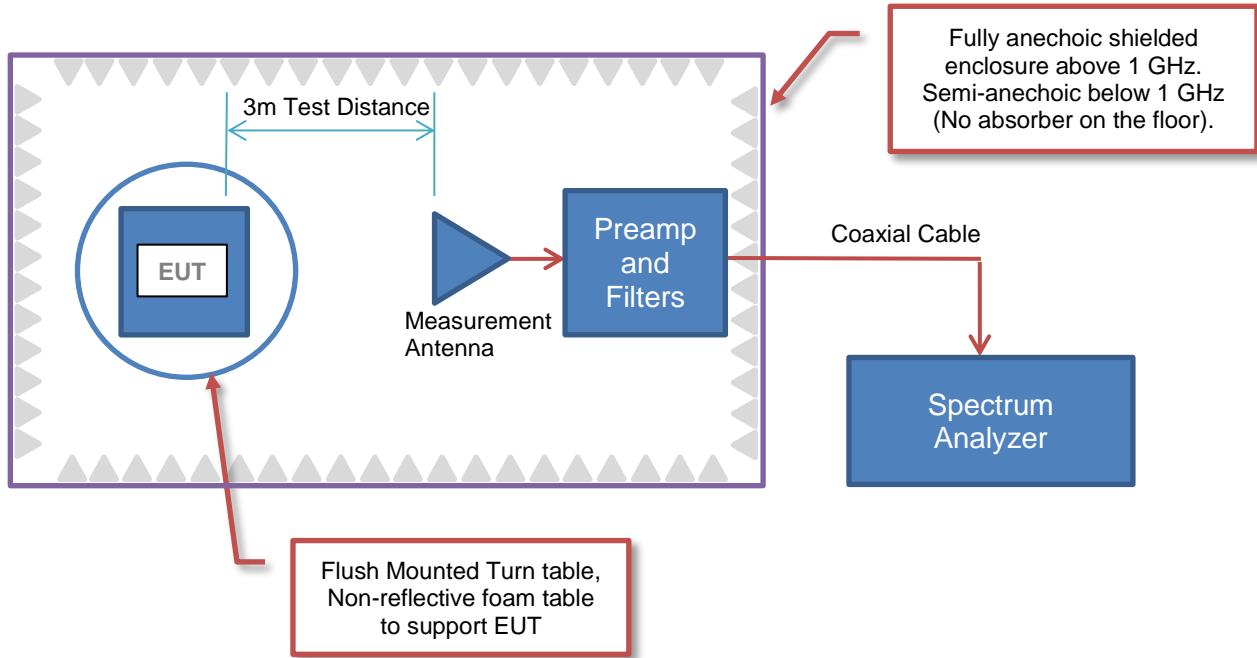 Fully anechoic shielded
enclosure above 1 GHz.
Semi-anechoic below 1 GHz
(No absorber on the floor).
3m Test Distance
EUT
Preamp
and
Filters
Coaxial Cable
Measurement
Antenna
Spectrum
Analyzer
Flush Mounted Turn table,
Non-reflective foam table
to support EUT